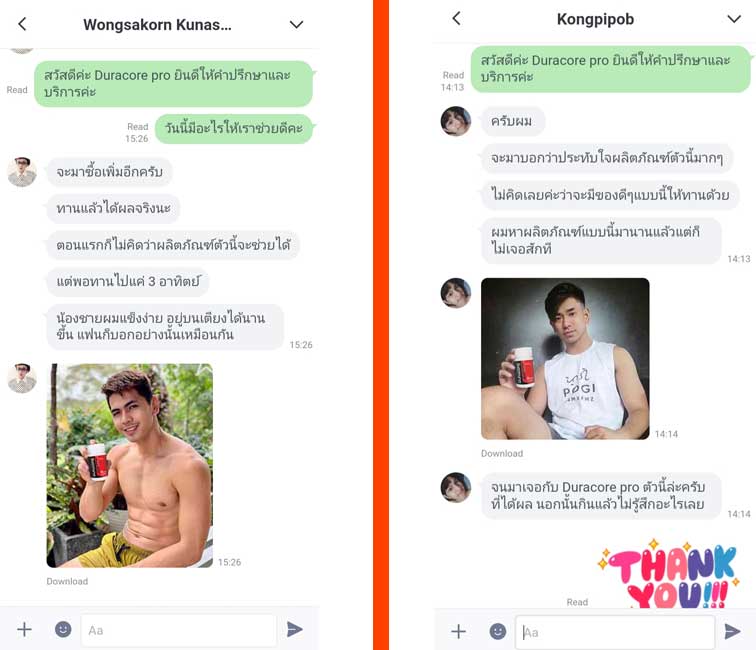 Wongsakorn Kunas...
สวัสดีค่ะ Duracore pro ยินดีให้คำปรึกษาและ
บริการค่ะ
Read
วันนี้มีอะไรให้เราช่วยดีคะ
Read
15:26
จะมาซื้อเพิ่มอีกครับ
ทานแล้วได้ผลจริงนะ
ตอนแรกก็ไม่คิดว่าผลิตภัณฑ์ตัวนี้จะช่วยได้
แต่พอทานไปแค่ 3 อาทิตย์
น้องชายผมแข็งง่าย อยู่บนเตียงได้นาน
ขึ้น แฟนก็บอกอย่างนั้นเหมือนกัน
15:26
15:26
Download
Aa
Kongpipob
สวัสดีค่ะ Duracore pro ยินดีให้คำปรึกษาและ
บริการค่ะ
Read
14:13
ครับผม
จะมาบอกว่าประทับใจผลิตภัณฑ์ตัวนี้มากๆ
ไม่คิดเลยค่ะว่าจะมีของดีๆแบบนี้ให้ทานด้วย
ผมหาผลิตภัณฑ์แบบนี้มานานแล้วแต่ก็
ไม่เจอสักที
14:13
POGI
14:14
Download
จนมาเจอกับ Duracore pro ตัวนี้ล่ะครับ
ที่ได้ผล นอกนั้นกินแล้วไม่รู้สึกอะไรเลย
14:14
THANK
YOU!!!
Read
Aa